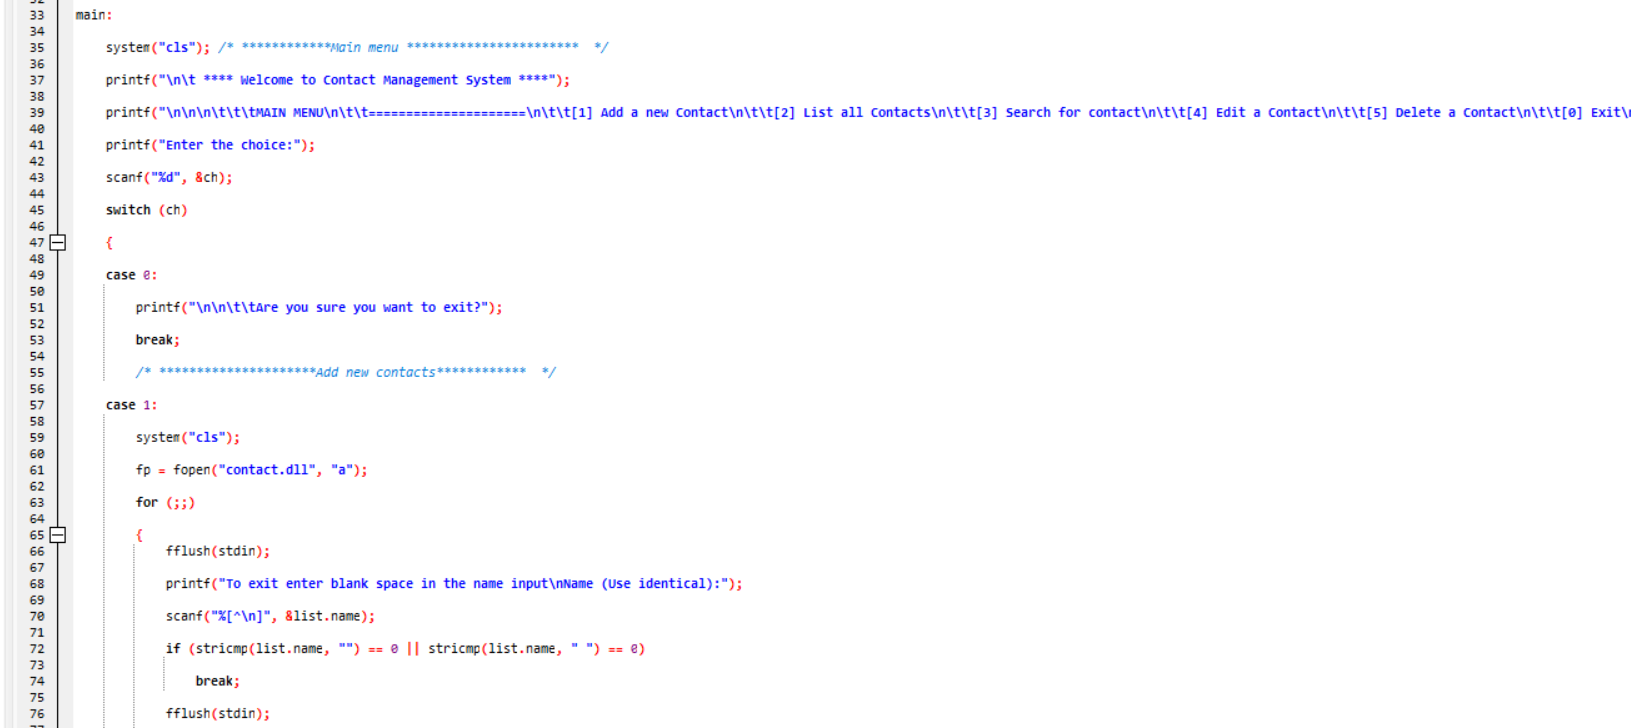 33 main:
34
35 system("cls"); /* ************Main menu *********************** */
36
37 printf("\n\t **** Welcome to Contact Management System ****");
38
39 printf("\n\n\n\t\t\tMAIN MENU\n\t\t=====================\n\t\t[1] Add a new Contact\n\t\t[2] List all Contacts\n\t\t[3] Search for contact\n\t\t[4] Edit a Contact\n\t\t[5] Delete a Contact\n\t\t[0] Exit\n
40
41 printf("Enter the choice:");
42
43 scanf("%d", &ch);
44
45 switch (ch)
46
47 {
48
49 case 0:
50
51 printf("\n\n\t\tAre you sure you want to exit?");
52
53 break;
54
55 /* *********************Add new contacts************ */
56
57 case 1:
58
59 system("cls");
60
61 fp = fopen("contact.dll", "a");
62
63 for (;;)
64
65 {
66 fflush(stdin);
67
68 printf("To exit enter blank space in the name input\nName (Use identical):");
69
70 scanf("%[^\n]", &list.name);
71
72 if (stricmp(list.name, "") == 0 || stricmp(list.name, " ") == 0)
73
74 break;
75
76 fflush(stdin);